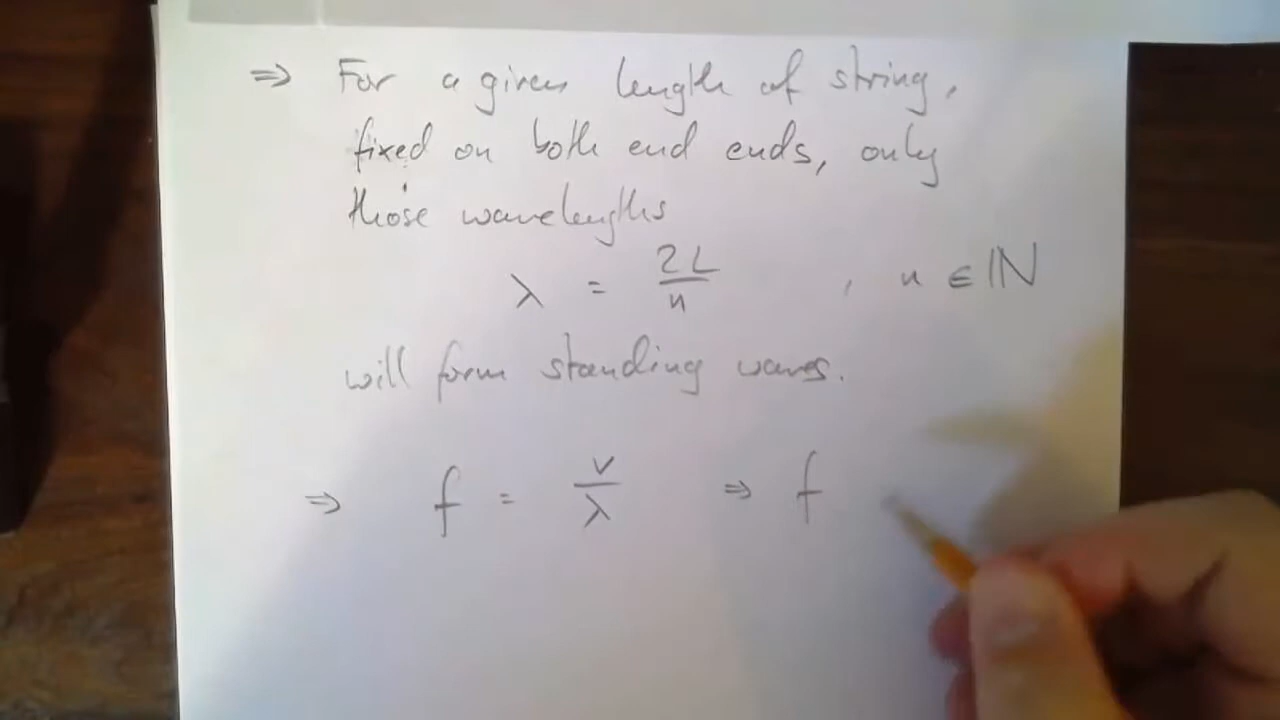 ⇒ For a given length of string,
fixed on both end ends, only
those wavelengths
λ = 2L/n , n ∈ ℕ
will form standing waves.
⇒ f = v/λ ⇒ f